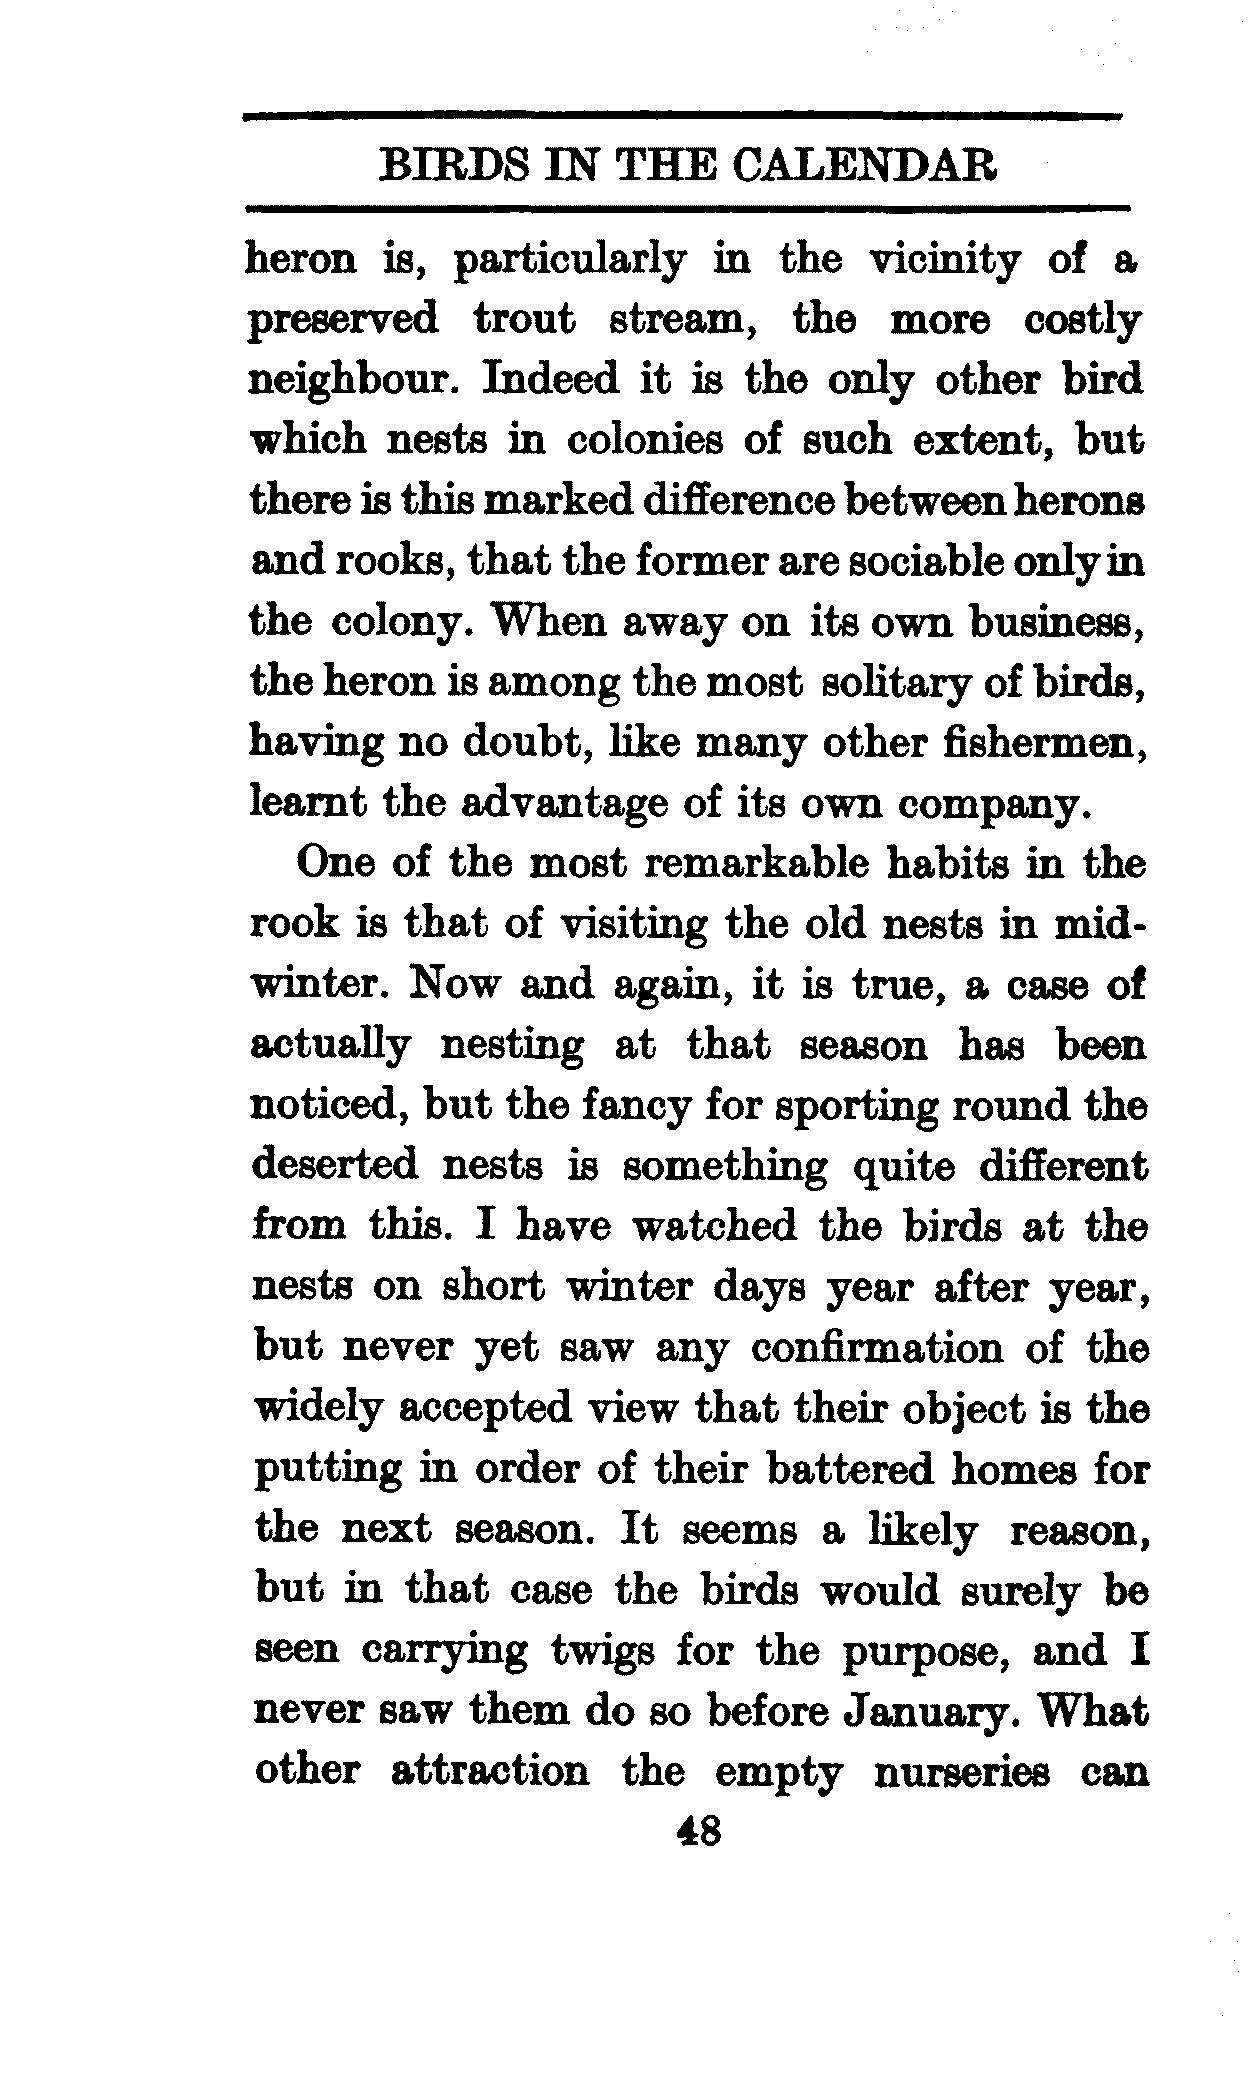 BIRDS IN THE CALENDAR
heron is, particularly in the vicinity of a
preserved trout stream, the more costly
neighbour. Indeed it is the only other bird
which nests in colonies of such extent, but
there is this marked difference between herons
and rooks, that the former are sociable only in
the colony. When away on its own business,
the heron is among the most solitary of birds,
having no doubt, like many other fishermen,
learnt the advantage of its own company.
One of the most remarkable habits in the
rook is that of visiting the old nests in mid-
winter. Now and again, it is true, a case of
actually nesting at that season has been
noticed, but the fancy for sporting round the
deserted nests is something quite different
from this. I have watched the birds at the
nests on short winter days year after year,
but never yet saw any confirmation of the
widely accepted view that their object is the
putting in order of their battered homes for
the next season. It seems a likely reason,
but in that case the birds would surely be
seen carrying twigs for the purpose, and I
never saw them do so before January. What
other attraction the empty nurseries can
48